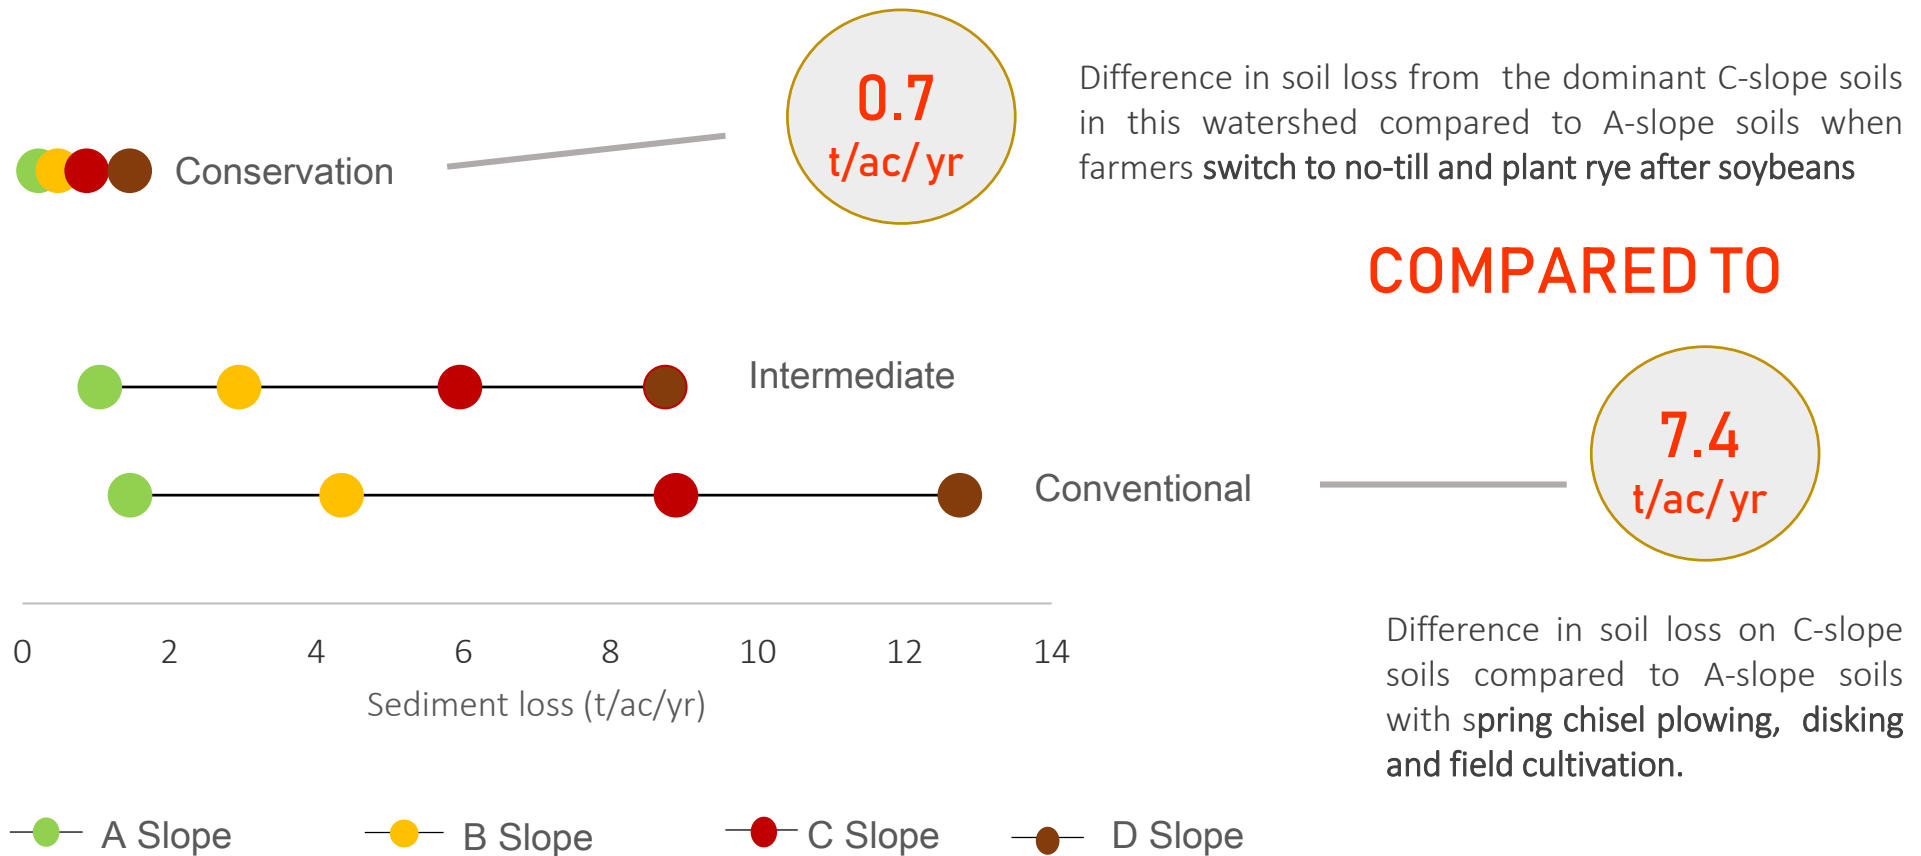 0.7
t/ac/ yr
Difference in soil loss from the dominant C-slope soils
in this watershed compared to A-slope soils when
farmers switch to no-till and plant rye after soybeans
Conservation
COMPARED TO
Intermediate
7.4
t/ac/ yr
Conventional
0 2 4 6 8 10 12 14
Sediment loss (t/ac/yr)
Difference in soil loss on C-slope
soils compared to A-slope soils
with spring chisel plowing, disking
and field cultivation.
A Slope B Slope C Slope D Slope